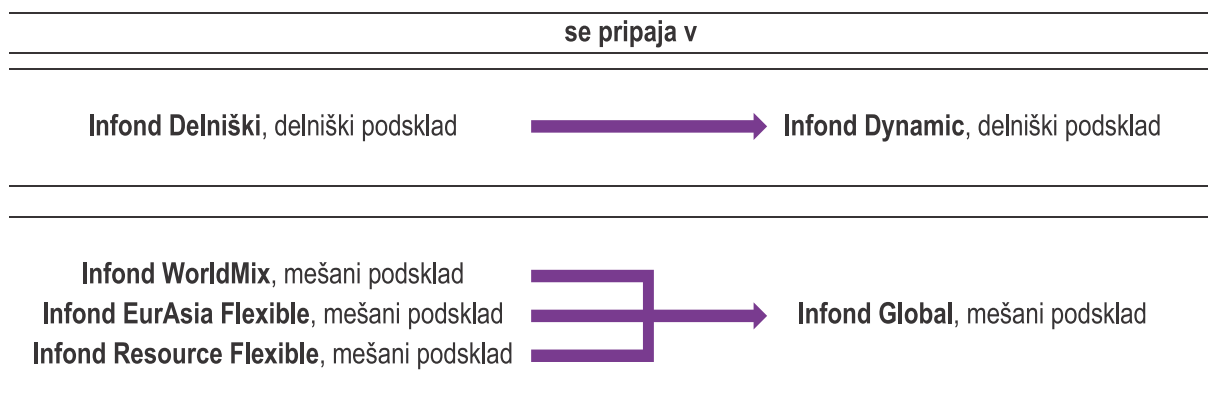 se pripaja v
Infond Delniški, delniški podsklad
Infond Dynamic, delniški podsklad
Infond WorldMix, mešani podsklad
Infond EurAsia Flexible, mešani podsklad
Infond Resource Flexible, mešani podsklad
Infond Global, mešani podsklad